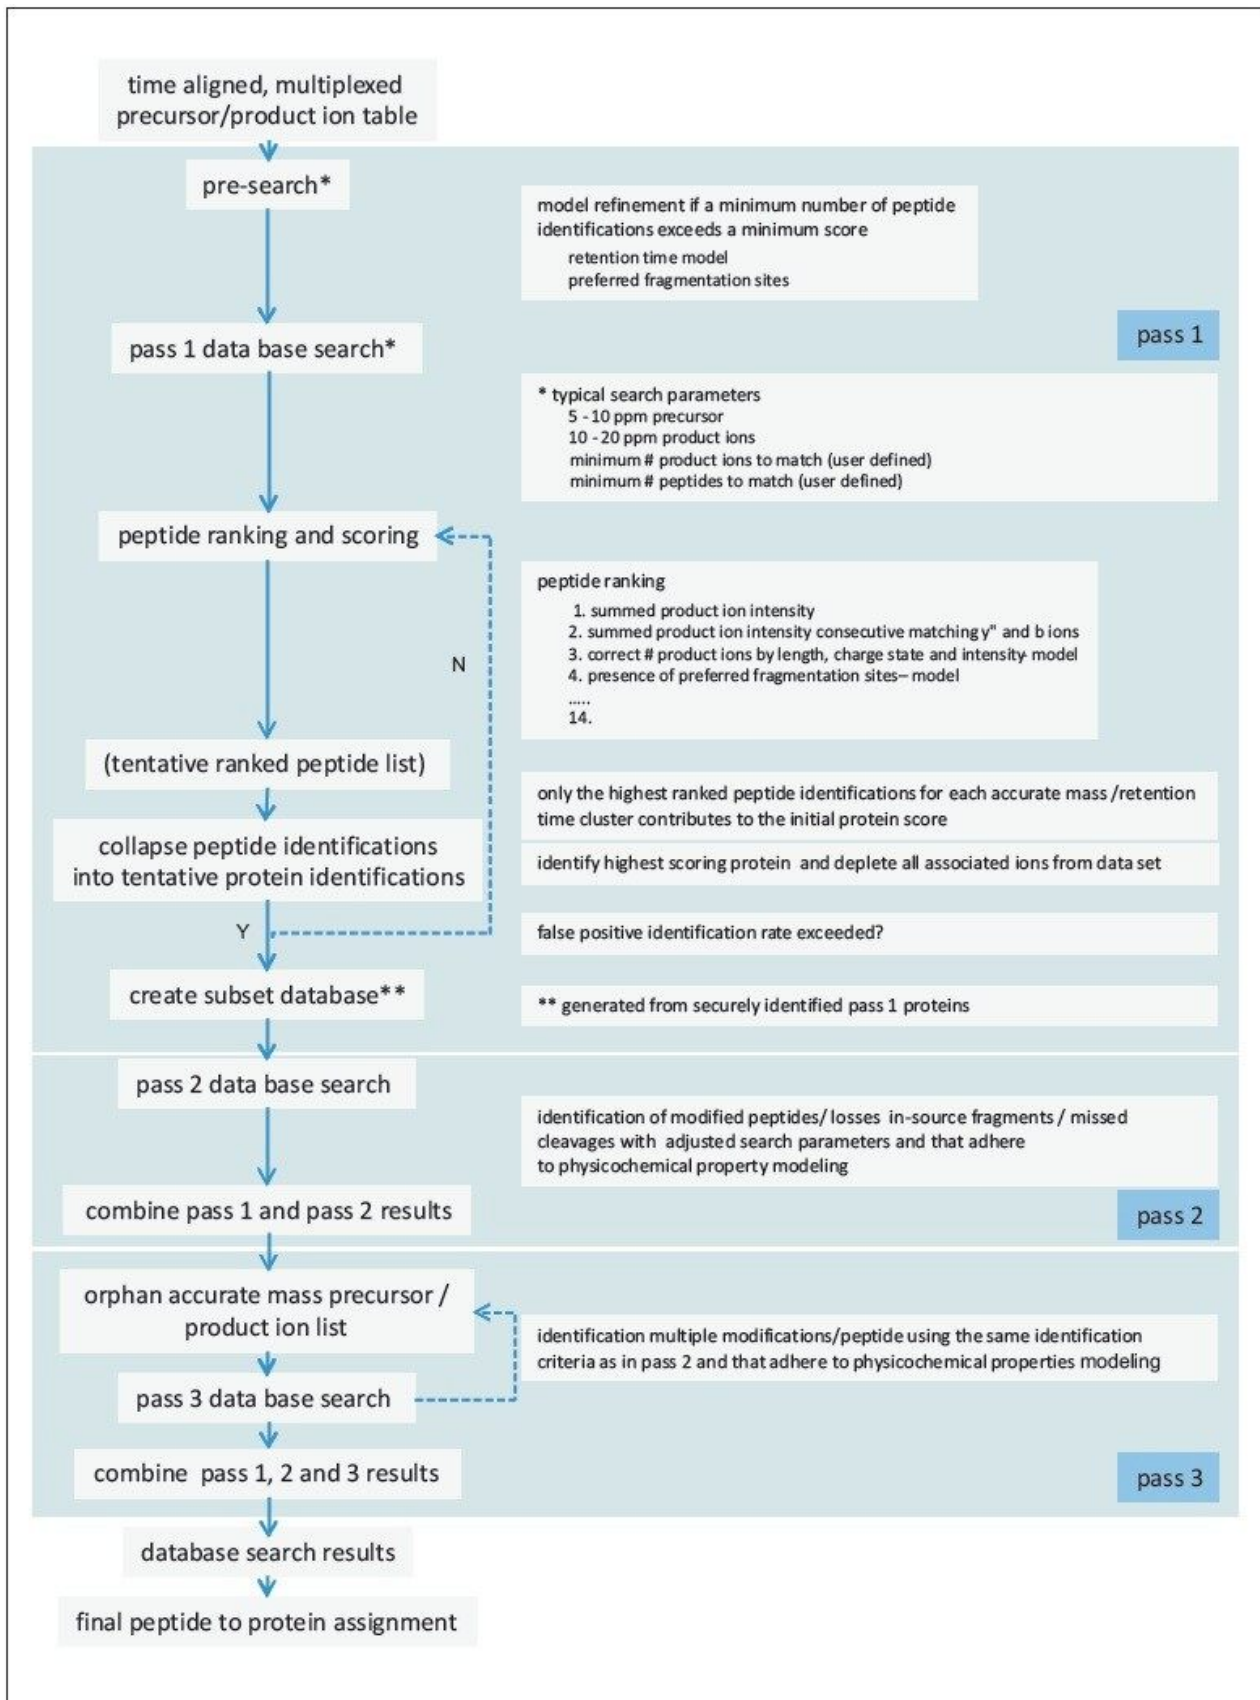 time aligned, multiplexed
precursor/product ion table
pre-search*
model refinement if a minimum number of peptide
identifications exceeds a minimum score
retention time model
preferred fragmentation sites
pass 1
pass 1 data base search*
* typical search parameters
5 - 10 ppm precursor
10 - 20 ppm product ions
minimum # product ions to match (user defined)
minimum # peptides to match (user defined)
peptide ranking and scoring
peptide ranking
1. summed product ion intensity
2. summed product ion intensity consecutive matching y" and b ions
3. correct # product ions by length, charge state and intensity- model
4. presence of preferred fragmentation sites– model
.....
14.
N
(tentative ranked peptide list)
only the highest ranked peptide identifications for each accurate mass /retention
time cluster contributes to the initial protein score
collapse peptide identifications
into tentative protein identifications
identify highest scoring protein and deplete all associated ions from data set
Y
false positive identification rate exceeded?
create subset database**
** generated from securely identified pass 1 proteins
pass 2 data base search
identification of modified peptides/ losses in-source fragments / missed
cleavages with adjusted search parameters and that adhere
to physicochemical property modeling
combine pass 1 and pass 2 results
pass 2
orphan accurate mass precursor /
product ion list
identification multiple modifications/peptide using the same identification
criteria as in pass 2 and that adhere to physicochemical properties modeling
pass 3 data base search
combine pass 1, 2 and 3 results
pass 3
database search results
final peptide to protein assignment